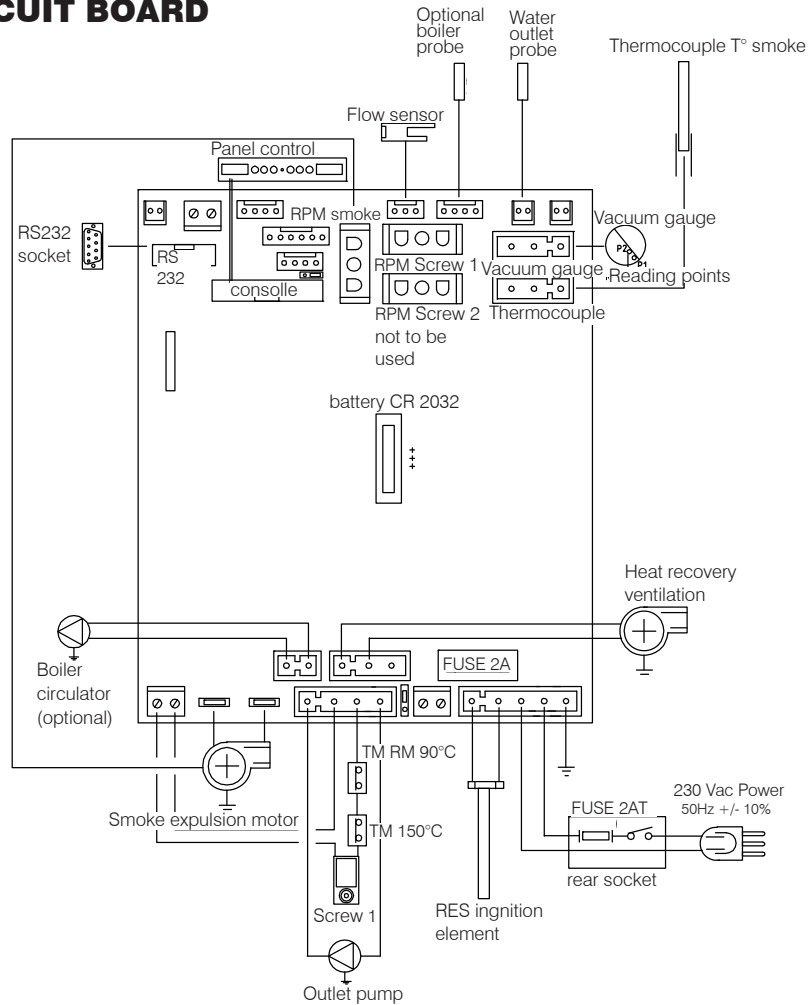 CUIT BOARD
Optional
boiler
probe
Water
outlet
probe
Thermocouple T° smoke
Flow sensor
Panel control
RS232
socket
RS
232
RPM smoke
consolle
RPM Screw 1
Vacuum gauge
Vacuum gauge
P2
P1
Reading points
RPM Screw 2
not to be
used
Thermocouple
battery CR 2032
+++
Heat recovery
ventilation
Boiler
circulator
(optional)
FUSE 2A
TM RM 90°C
Smoke expulsion motor
TM 150°C
FUSE 2AT
230 Vac Power
50Hz +/- 10%
rear socket
Screw 1
RES ingnition
element
Outlet pump